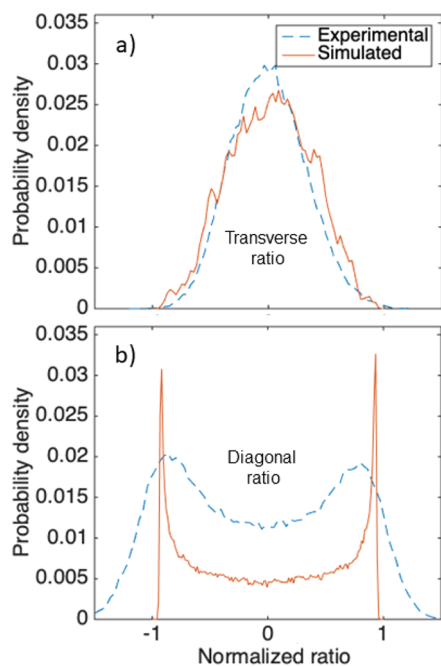 a)
Experimental
Simulated
Probability density
0.035
0.03
0.025
0.02
0.015
0.01
0.005
0
Transverse
ratio
b)
Probability density
0.035
0.03
0.025
0.02
0.015
0.01
0.005
0
Diagonal
ratio
-1 0 1
Normalized ratio